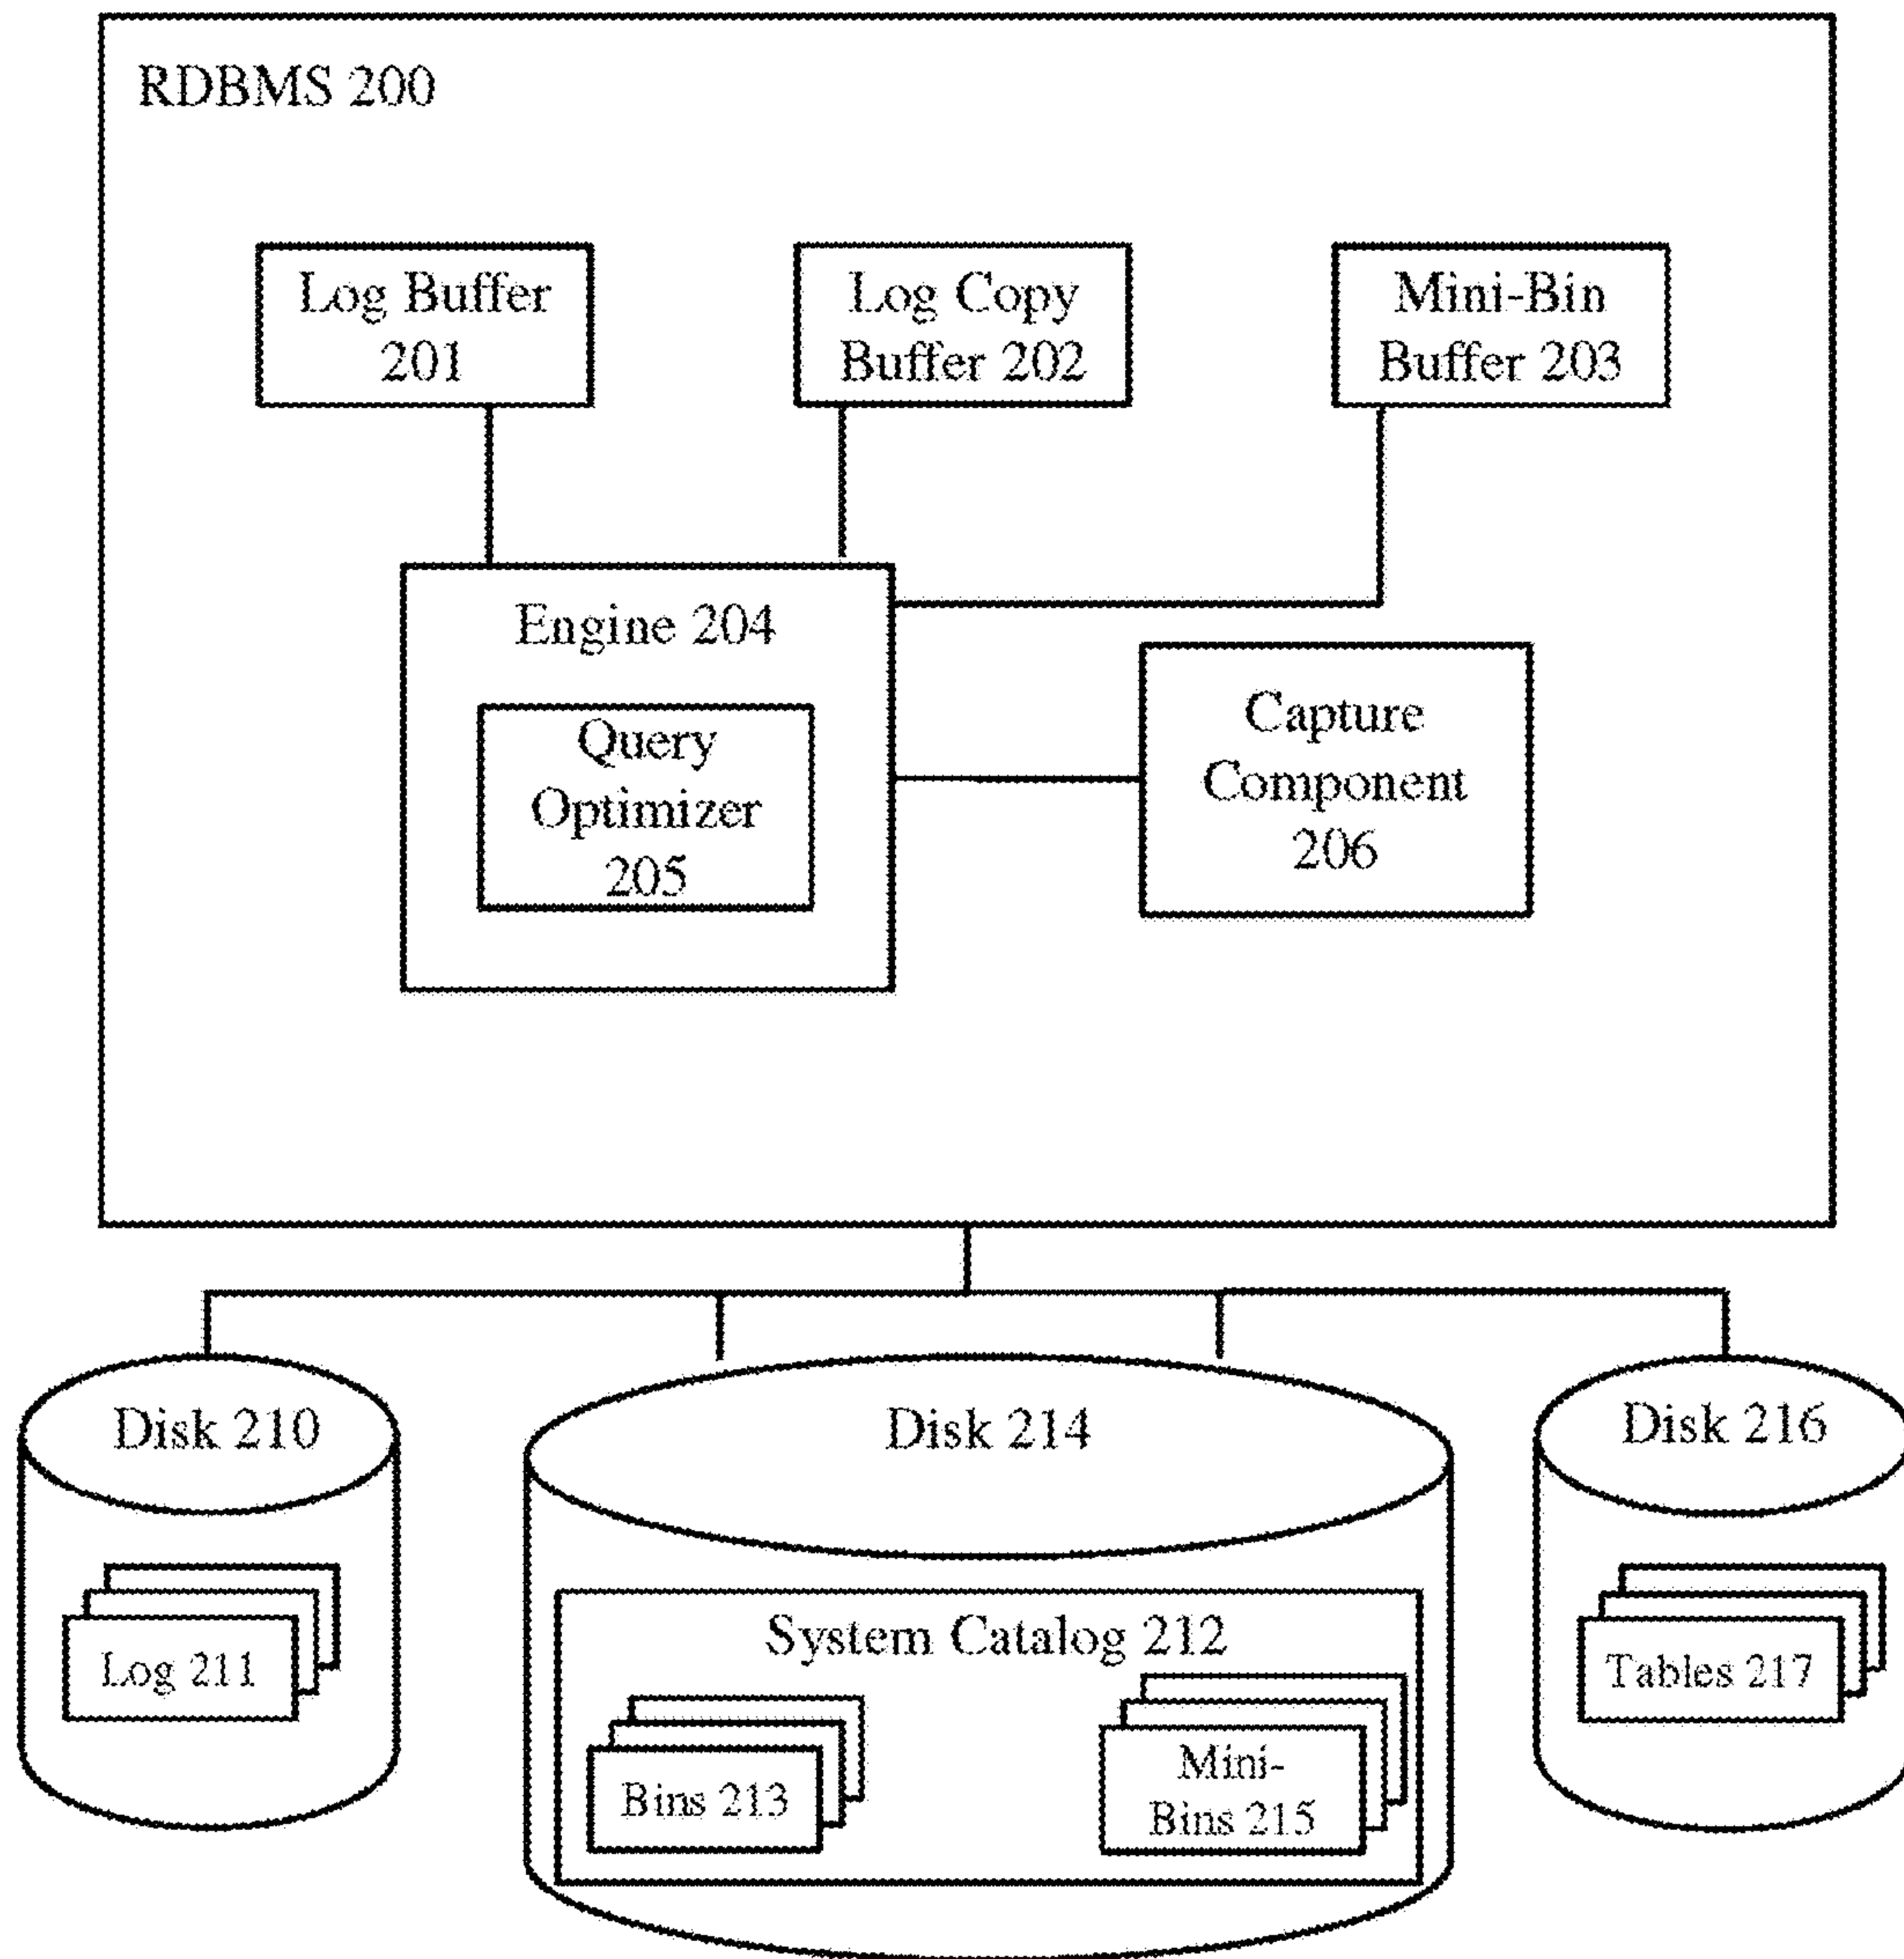 RDBMS 200
Log Buffer
201
Log Copy
Buffer 202
Mini-Bin
Buffer 203
Engine 204
Query
Optimizer
205
Capture
Component
206
Disk 210
Log 211
Disk 214
System Catalog 212
Bins 213
Mini-
Bins 215
Disk 216
Tables 217